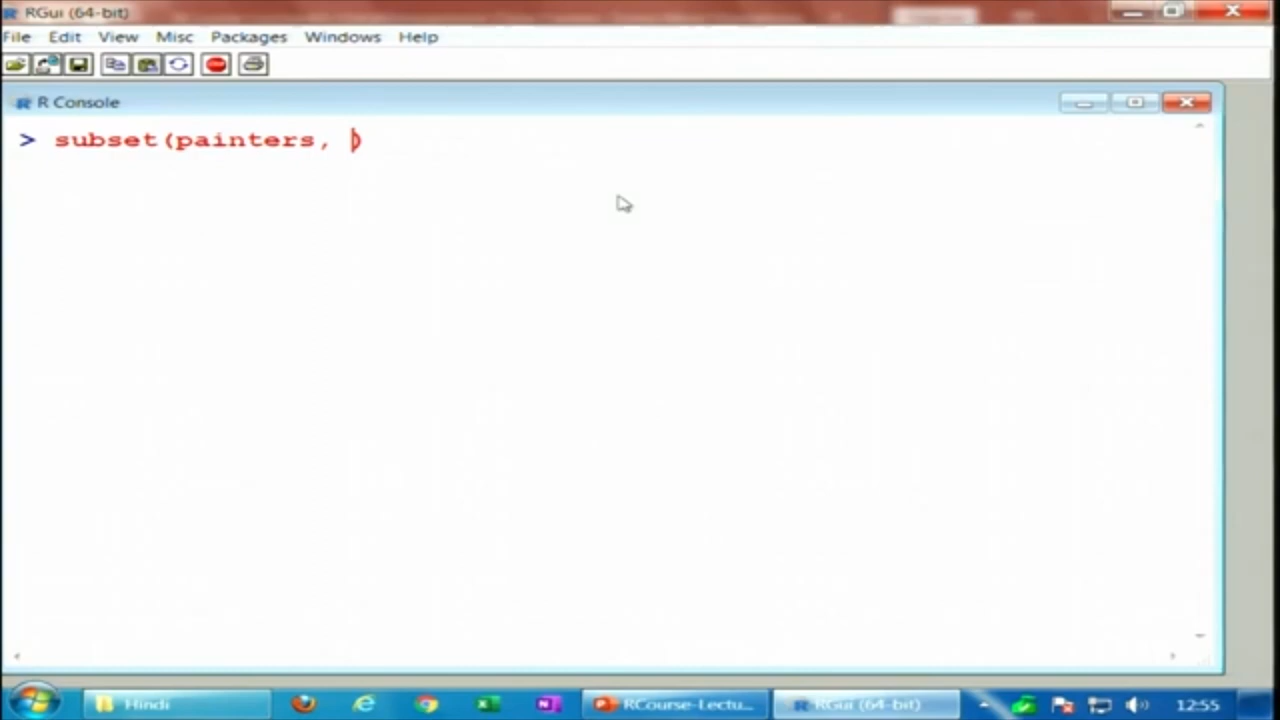 RGui (64-bit)
File Edit View Misc Packages Windows Help
R Console
> subset(painters, )
Hindi
RCourse-Lectu...
RGui (64-bit)
12:55